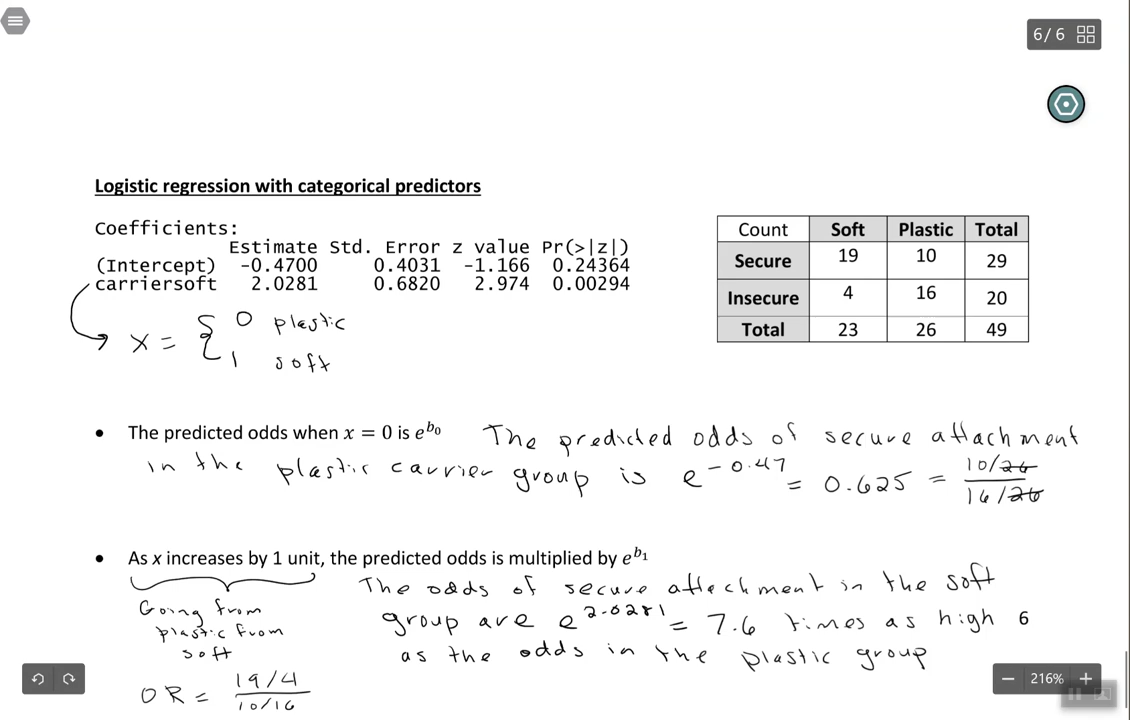 6 / 6
Logistic regression with categorical predictors
Coefficients:
Estimate Std. Error z value Pr(>|z|)
(Intercept) -0.4700 0.4031 -1.166 0.24364
carriersoft 2.0281 0.6820 2.974 0.00294
Count Soft Plastic Total
Secure 19 10 29
Insecure 4 16 20
Total 23 26 49
x = { 0 plastic
1 soft
• The predicted odds when x = 0 is e^b₀ The predicted odds of secure attachment
in the plastic carrier group is e^-0.47 = 0.625 = 10/26 / 16/26
• As x increases by 1 unit, the predicted odds is multiplied by e^b₁
Going from
plastic from
soft
The odds of secure attachment in the soft
group are e^2.0281 = 7.6 times as high
as the odds in the plastic group
6
OR = 19/4 / 10/16
216%